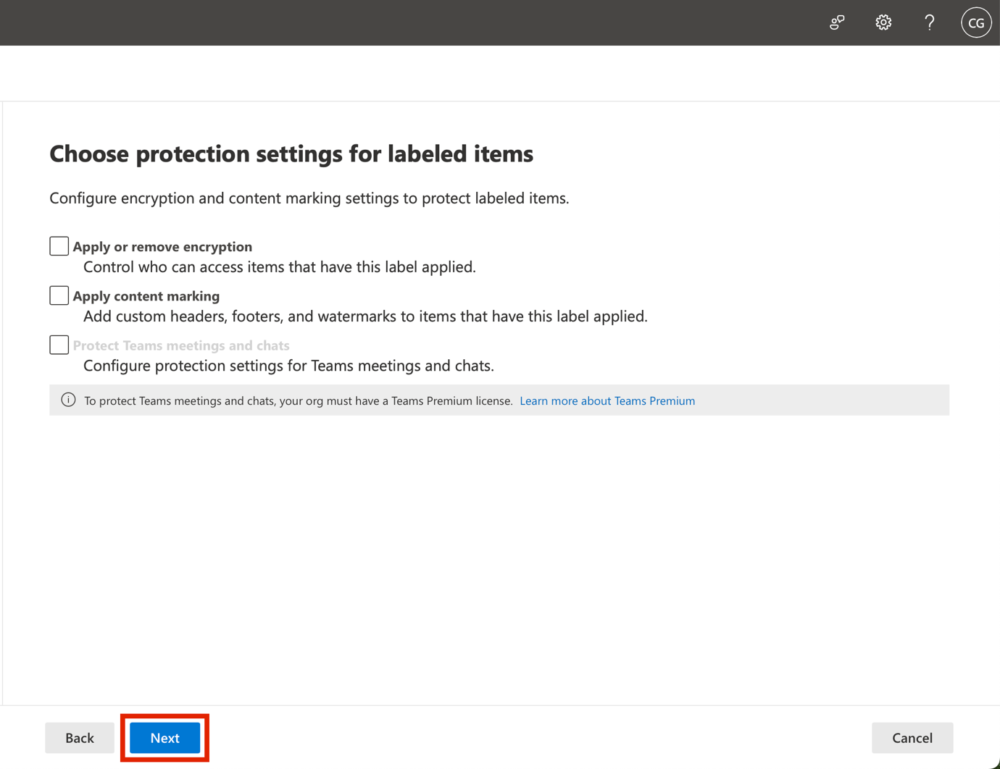 CG
Choose protection settings for labeled items
Configure encryption and content marking settings to protect labeled items.
Apply or remove encryption
Control who can access items that have this label applied.
Apply content marking
Add custom headers, footers, and watermarks to items that have this label applied.
Protect Teams meetings and chats
Configure protection settings for Teams meetings and chats.
To protect Teams meetings and chats, your org must have a Teams Premium license. Learn more about Teams Premium
Back Next Cancel